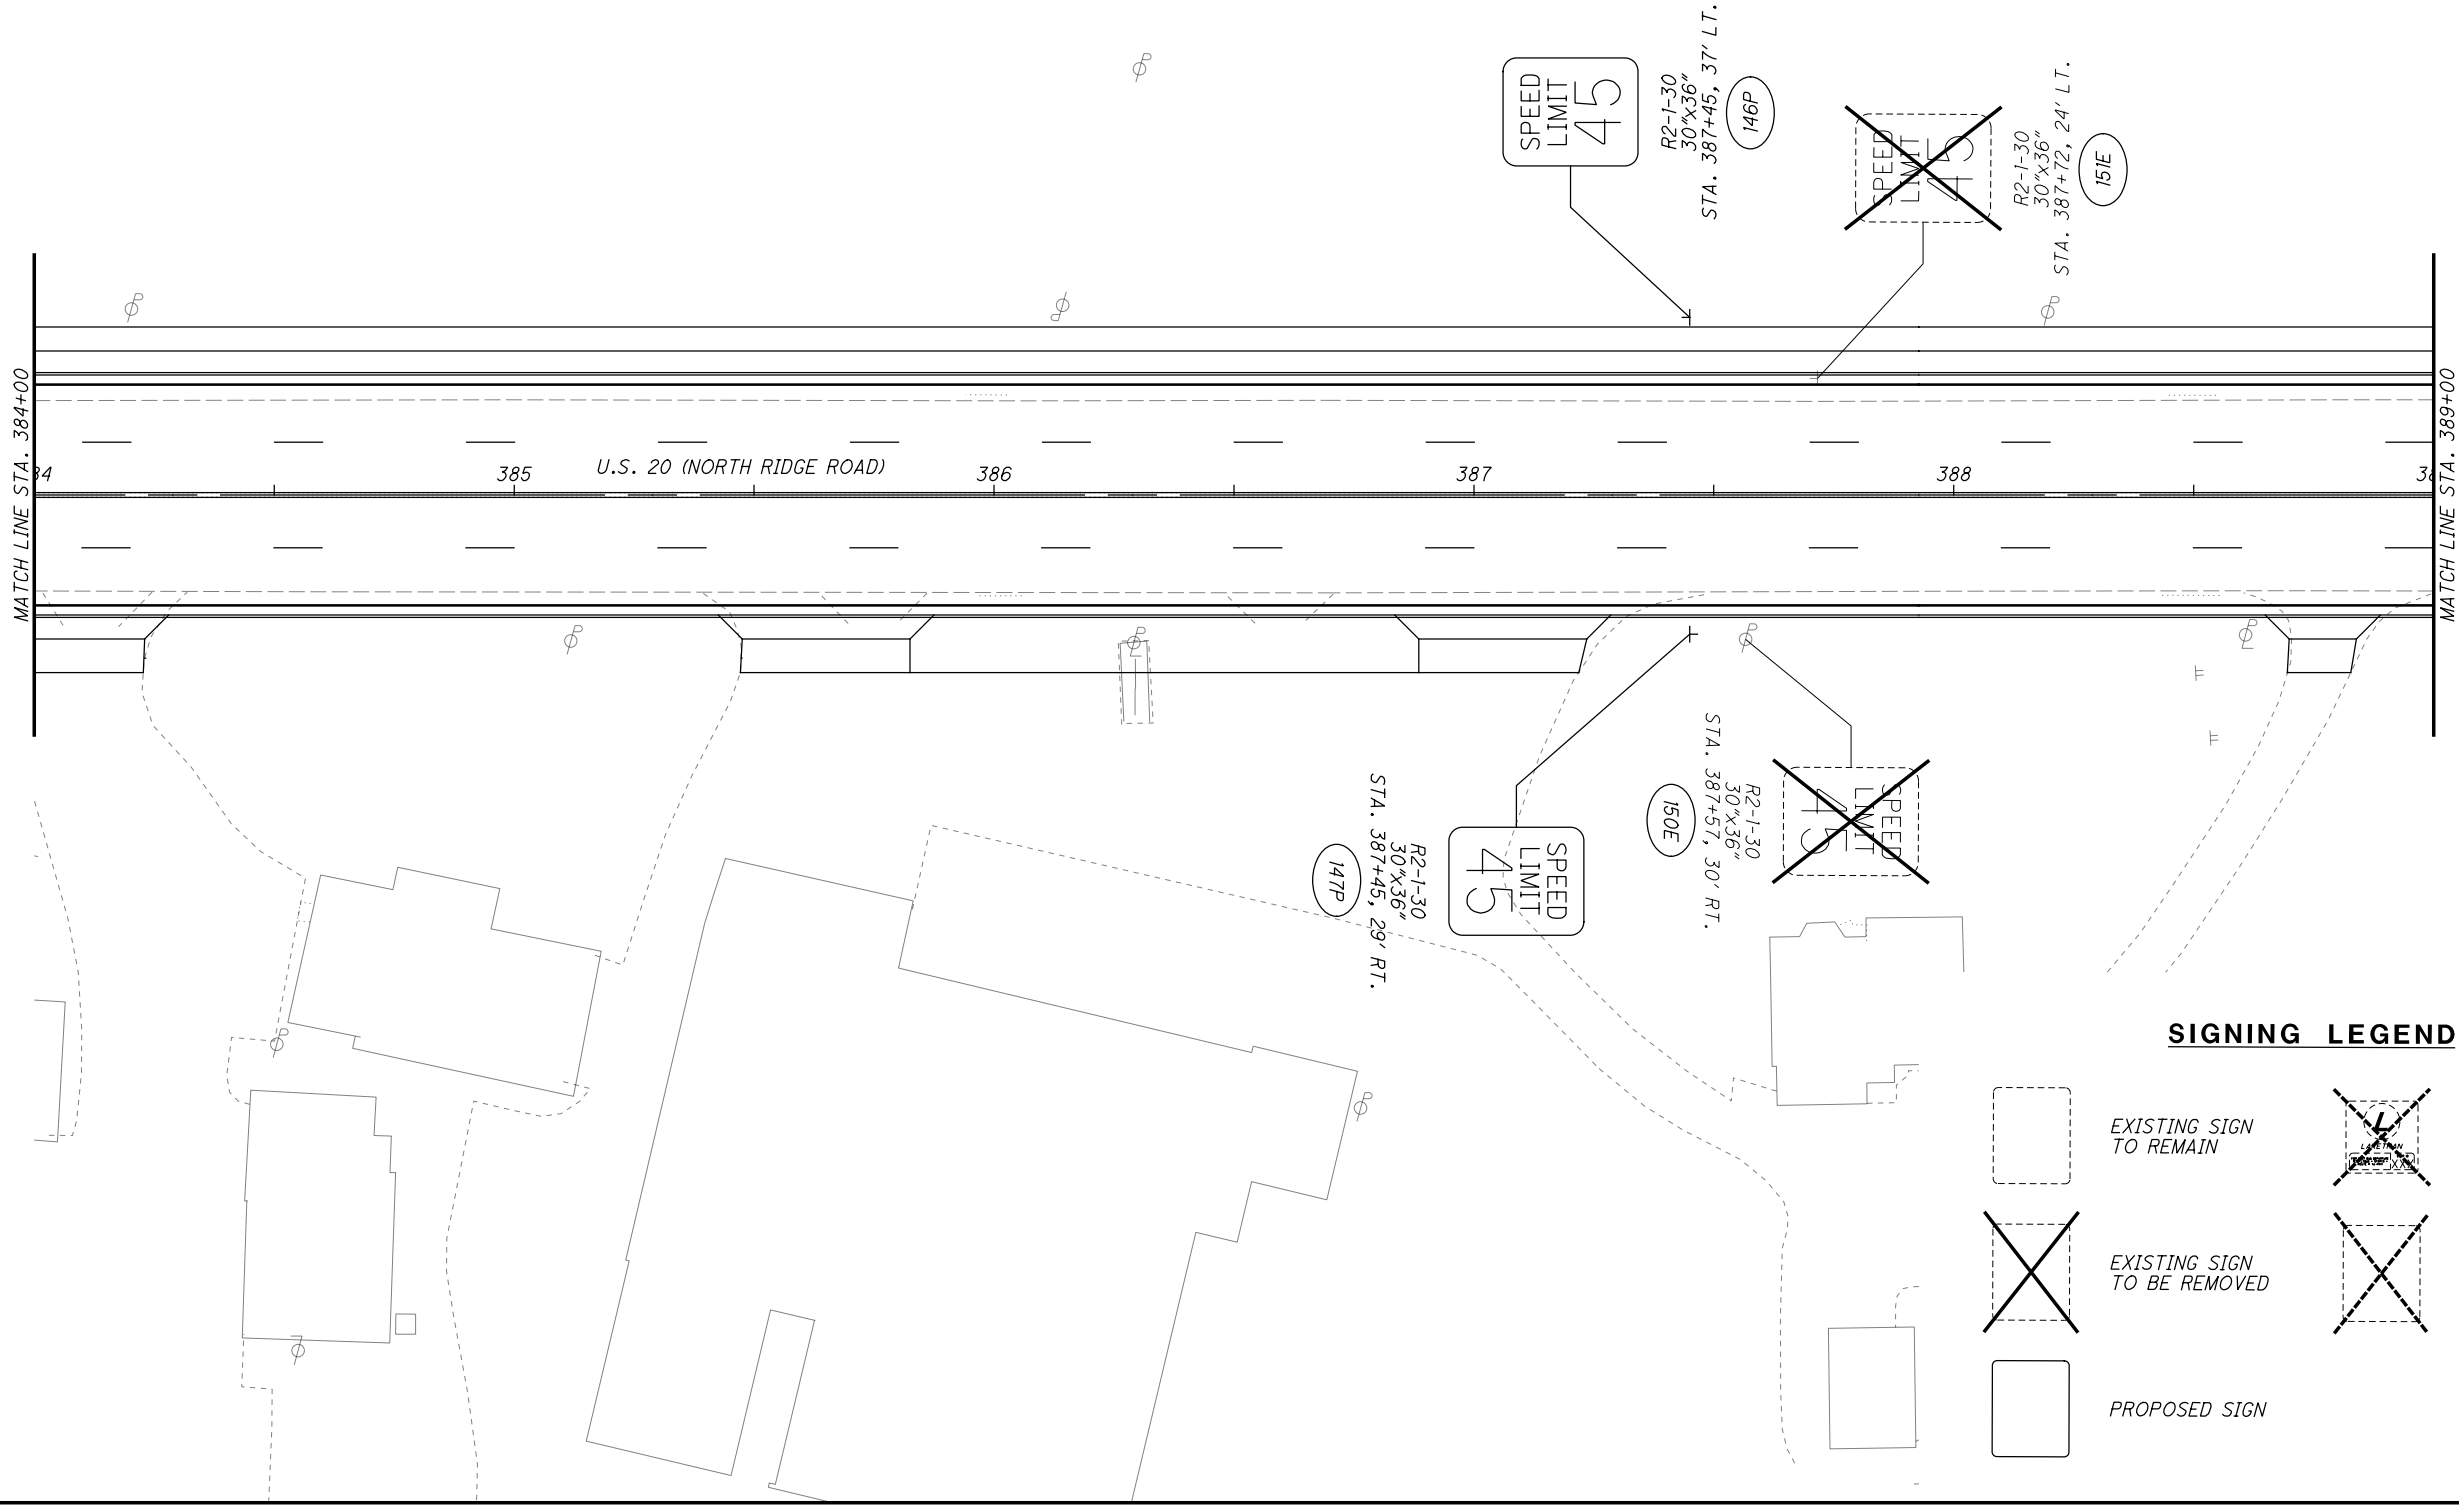 SPEED
LIMIT
45
R2-1-30
30"x36"
STA. 387+45, 37' LT.
146P
SPEED
LIMIT
45
R2-1-30
30"x36"
STA. 387+72, 24' LT.
151E
MATCH LINE STA. 384+00
MATCH LINE STA. 389+00
385
U.S. 20 (NORTH RIDGE ROAD)
386
387
388
P
P
P
P
P
P
P
P
P
P
STA. 387+45, 29' RT.
30"x36"
R2-1-30
147P
SPEED
LIMIT
45
STA. 387+57, 30' RT.
30"x36"
R2-1-30
150E
SPEED
LIMIT
45
SIGNING LEGEND
EXISTING SIGN
TO REMAIN
L
XXX
EXISTING SIGN
TO BE REMOVED
PROPOSED SIGN